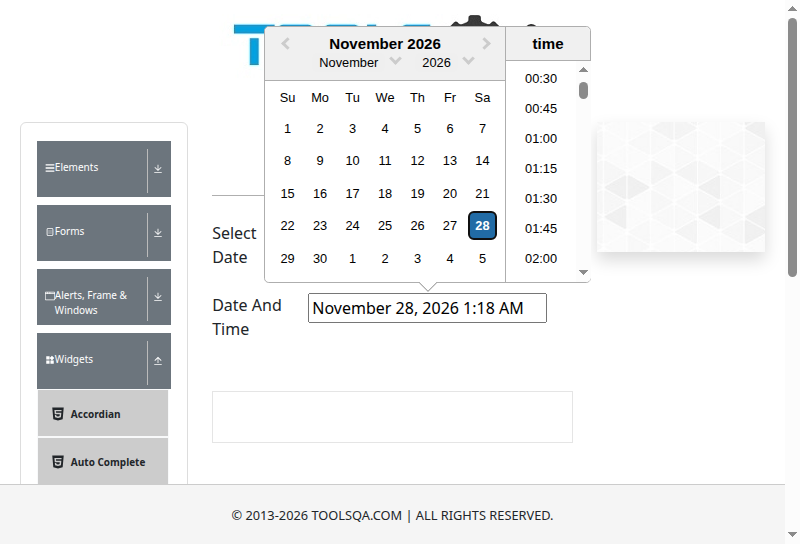 November 2026
November 2026
Su Mo Tu We Th Fr Sa
1 2 3 4 5 6 7
8 9 10 11 12 13 14
15 16 17 18 19 20 21
22 23 24 25 26 27 28
29 30 1 2 3 4 5
time
00:30
00:45
01:00
01:15
01:30
01:45
02:00
Elements
Forms
Alerts, Frame &
Windows
Widgets
Accordian
Auto Complete
Select
Date
Date And
Time
November 28, 2026 1:18 AM
© 2013-2026 TOOLSQA.COM | ALL RIGHTS RESERVED.